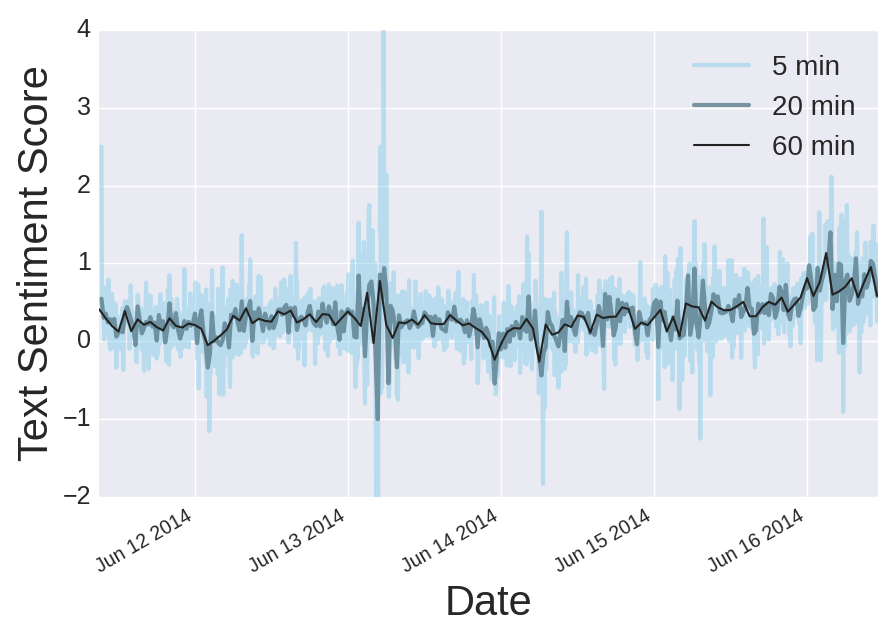 Text Sentiment Score
4
3
2
1
0
−1
−2
5 min
20 min
60 min
Jun 12 2014
Jun 13 2014
Jun 14 2014
Jun 15 2014
Jun 16 2014
Date